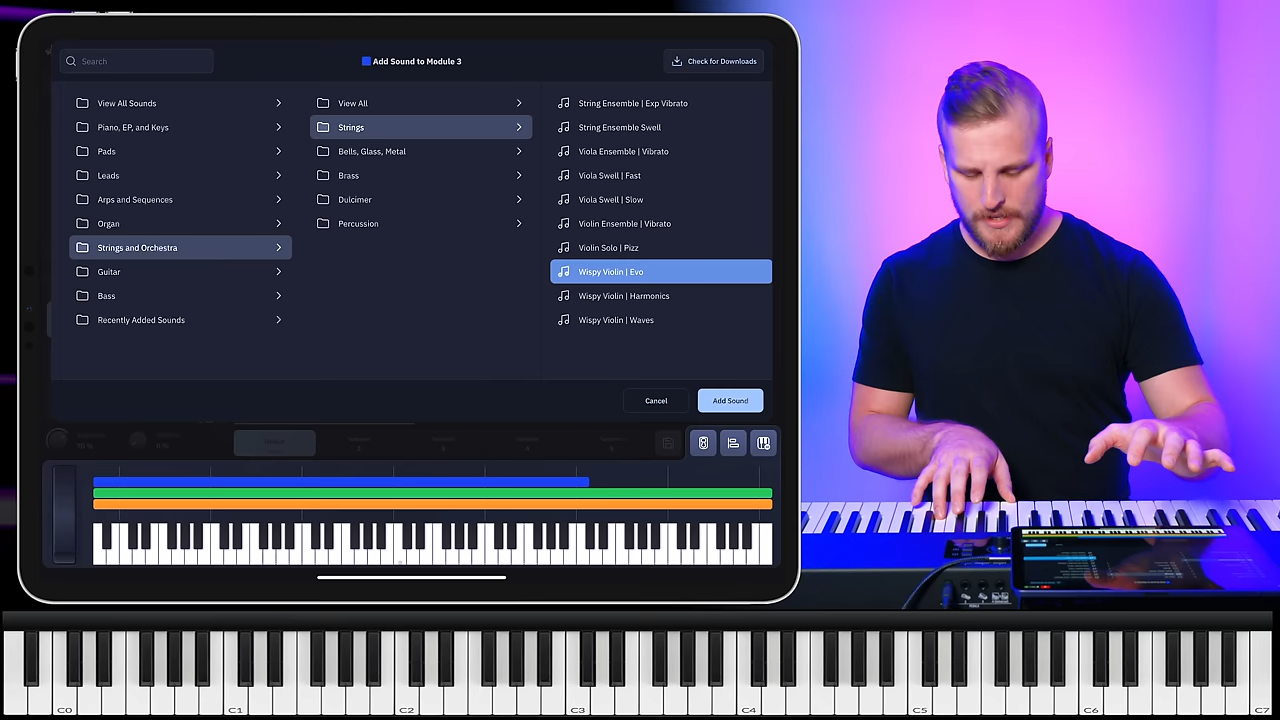 Search
Add Sound to Module 3
Check for Downloads
View All Sounds
Piano, EP, and Keys
Pads
Leads
Arps and Sequences
Organ
Strings and Orchestra
Guitar
Bass
Recently Added Sounds
View All
Strings
Bells, Glass, Metal
Brass
Dulcimer
Percussion
String Ensemble | Exp Vibrato
String Ensemble Swell
Viola Ensemble | Vibrato
Viola Swell | Fast
Viola Swell | Slow
Violin Ensemble | Vibrato
Violin Solo | Pizz
Wispy Violin | Evo
Wispy Violin | Harmonics
Wispy Violin | Waves
Cancel
Add Sound
C0 C1 C2 C3 C4 C5 C6 C7